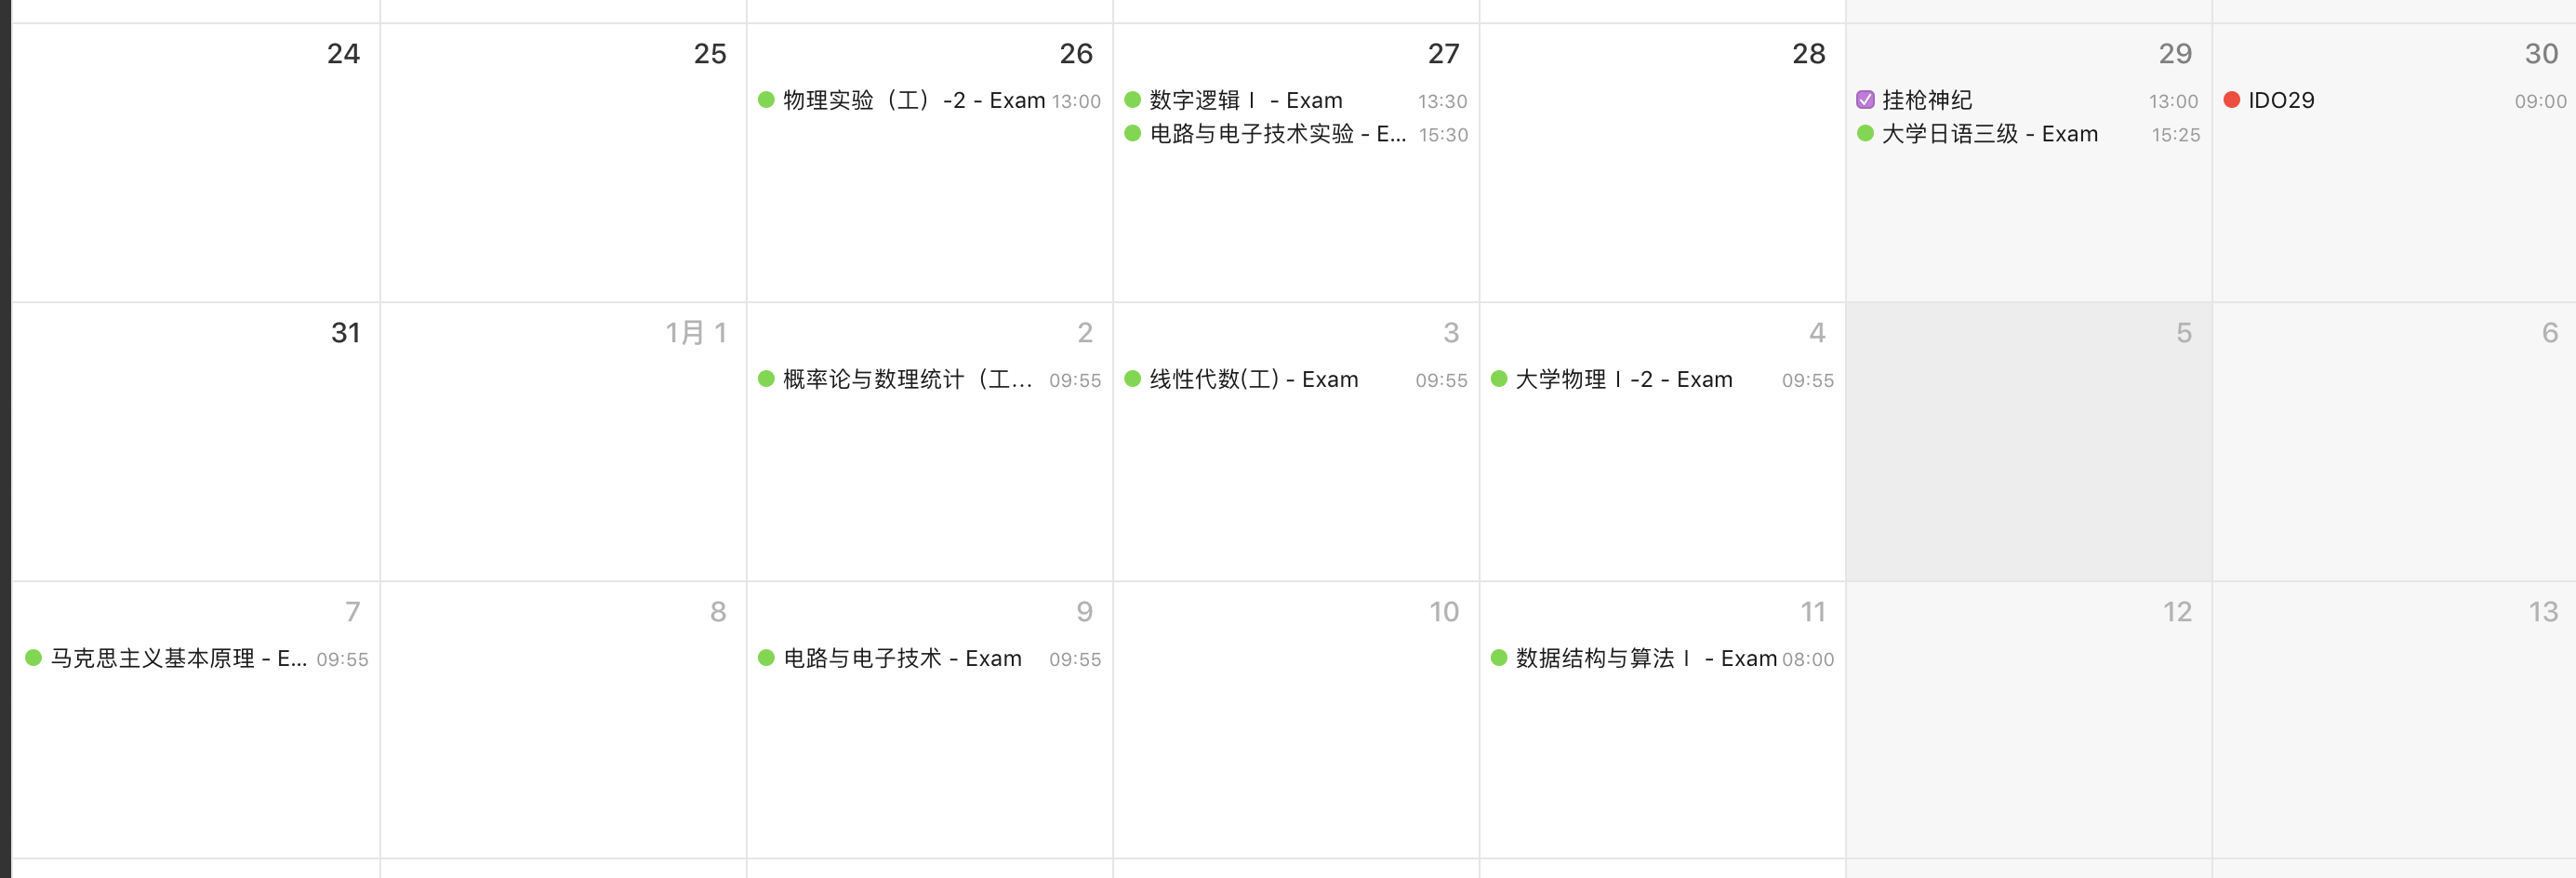 24
25
26
27
28
29
30
物理实验（工）-2 - Exam 13:00
数字逻辑Ⅰ - Exam 13:30
挂枪神纪 13:00
IDO29 09:00
电路与电子技术实验 - E... 15:30
大学日语三级 - Exam 15:25
31
1月 1
2
3
4
5
6
概率论与数理统计（工... 09:55
线性代数(工) - Exam 09:55
大学物理Ⅰ-2 - Exam 09:55
7
8
9
10
11
12
13
马克思主义基本原理 - E... 09:55
电路与电子技术 - Exam 09:55
数据结构与算法Ⅰ - Exam 08:00